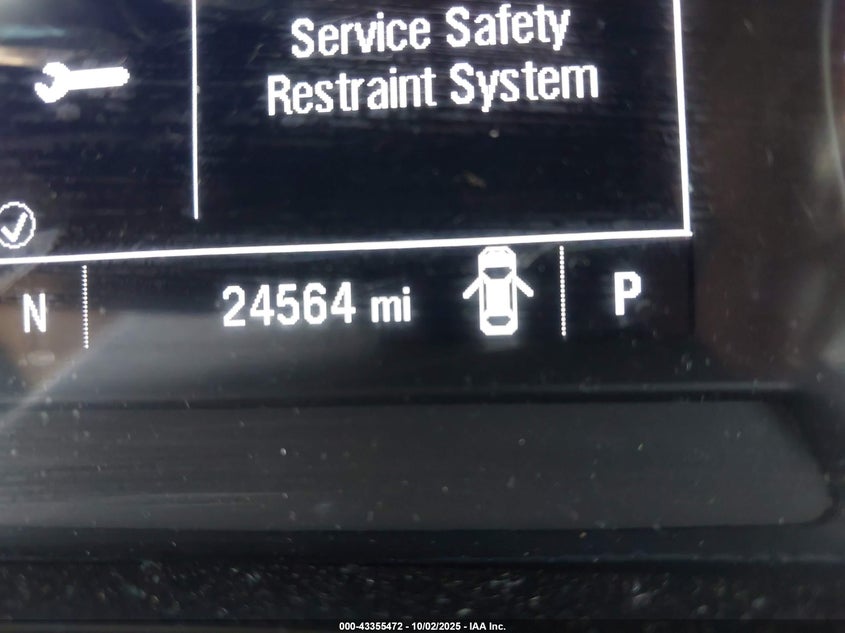 Service Safety
Restraint System
N
24564 mi
P
000-43355472 - 10/02/2025 - IAA Inc.